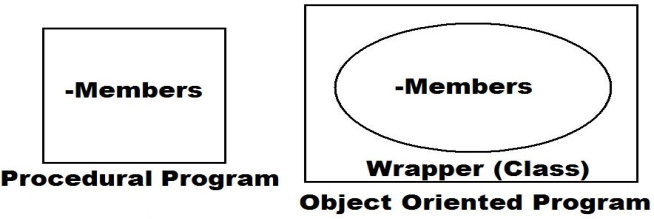 -Members
Procedural Program
-Members
Wrapper (Class)
Object Oriented Program